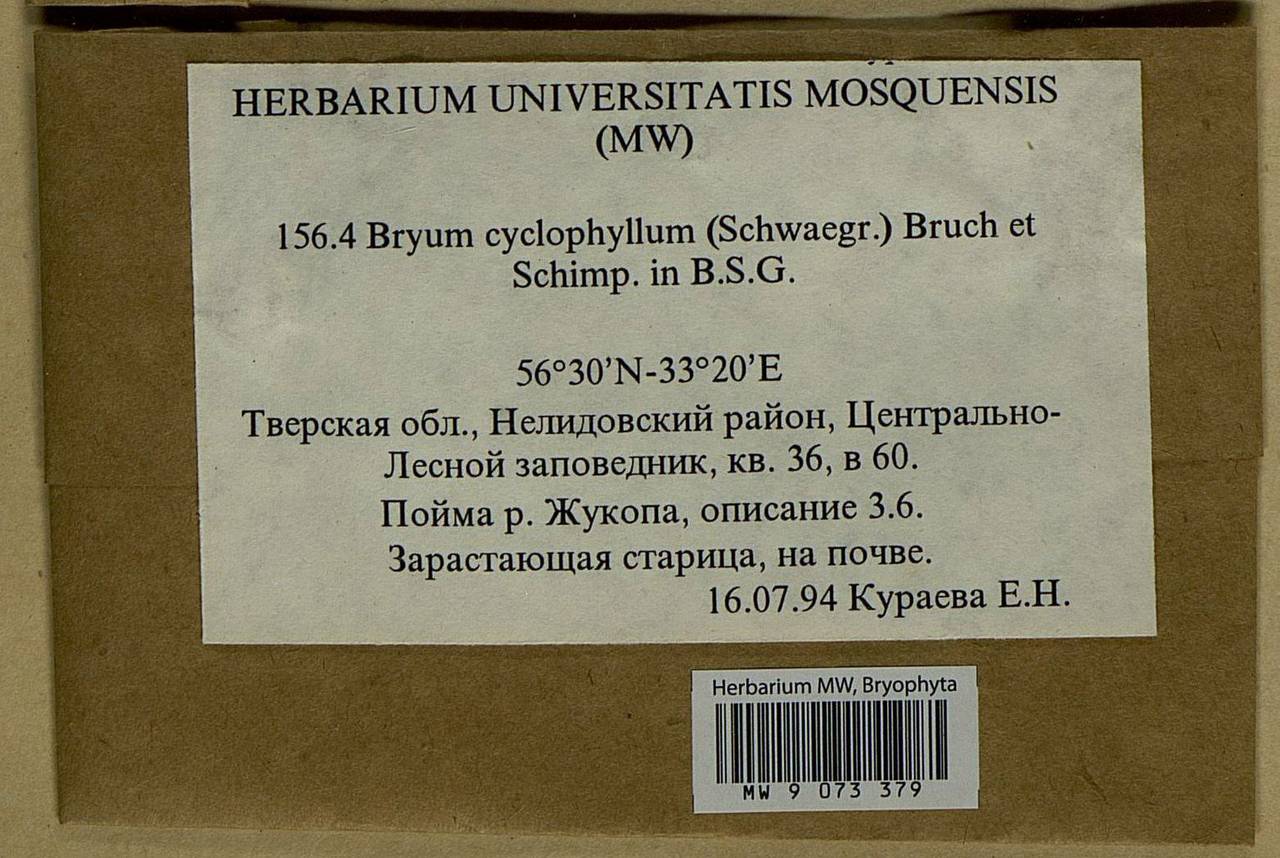 HERBARIUM UNIVERSITATIS MOSQUENSIS
(MW)
156.4 Bryum cyclophyllum (Schwaegr.) Bruch et
Schimp. in B.S.G.
56°30’N-33°20’E
Тверская обл., Нелидовский район, Центрально-
Лесной заповедник, кв. 36, в 60.
Пойма р. Жукопа, описание 3.6.
Зарастающая старица, на почве.
16.07.94 Кураева Е.Н.
Herbarium MW, Bryophyta
MW 9 073 379